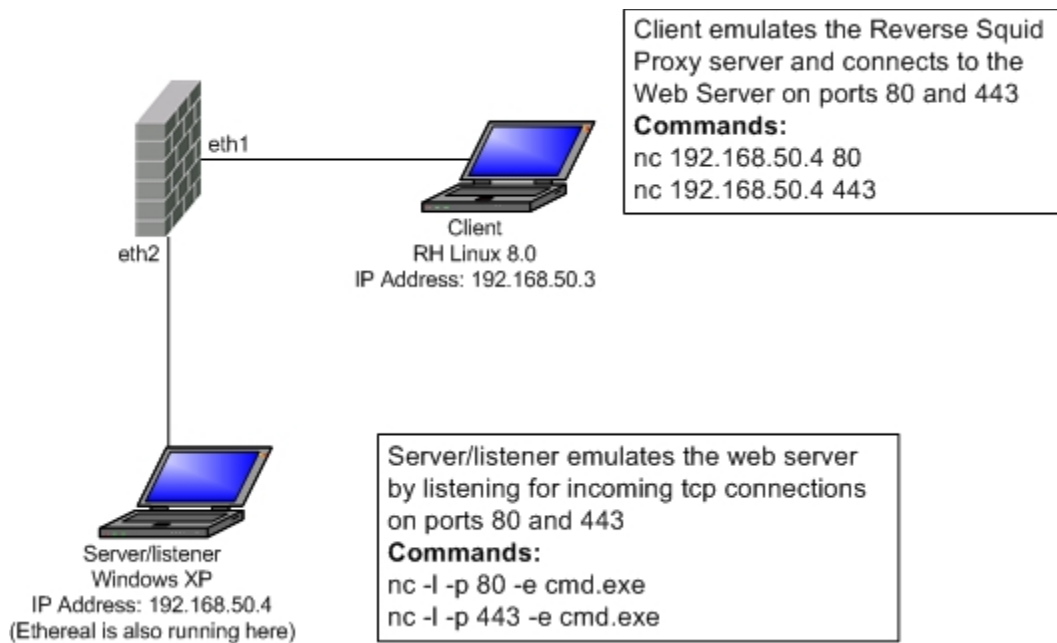 Client emulates the Reverse Squid
Proxy server and connects to the
Web Server on ports 80 and 443
Commands:
nc 192.168.50.4 80
nc 192.168.50.4 443
eth1
Client
RH Linux 8.0
IP Address: 192.168.50.3
eth2
Server/listener
Windows XP
IP Address: 192.168.50.4
(Ethereal is also running here)
Server/listener emulates the web server
by listening for incoming tcp connections
on ports 80 and 443
Commands:
nc -l -p 80 -e cmd.exe
nc -l -p 443 -e cmd.exe